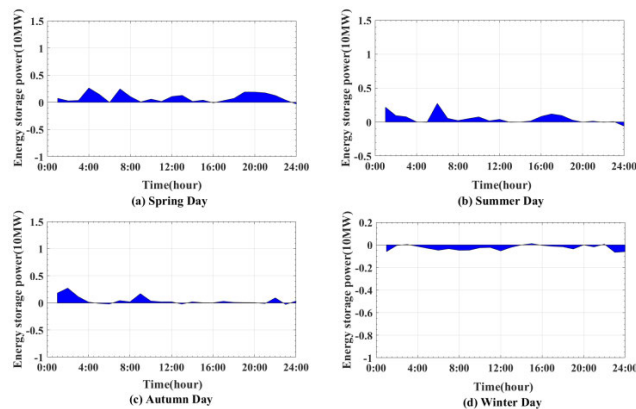 Energy storage power(10MW)
1.5
1
0.5
0
-0.5
-1
0:00 4:00 8:00 12:00 16:00 20:00 24:00
Time(hour)
(a) Spring Day
Energy storage power(10MW)
1.5
1
0.5
0
-0.5
0:00 4:00 8:00 12:00 16:00 20:00 24:00
Time(hour)
(b) Summer Day
Energy storage power(10MW)
1.5
1
0.5
0
-0.5
-1
0:00 4:00 8:00 12:00 16:00 20:00 24:00
Time(hour)
(c) Autumn Day
Energy storage power(10MW)
0.2
0
-0.2
-0.4
-0.6
-0.8
-1
0:00 4:00 8:00 12:00 16:00 20:00 24:00
Time(hour)
(d) Winter Day